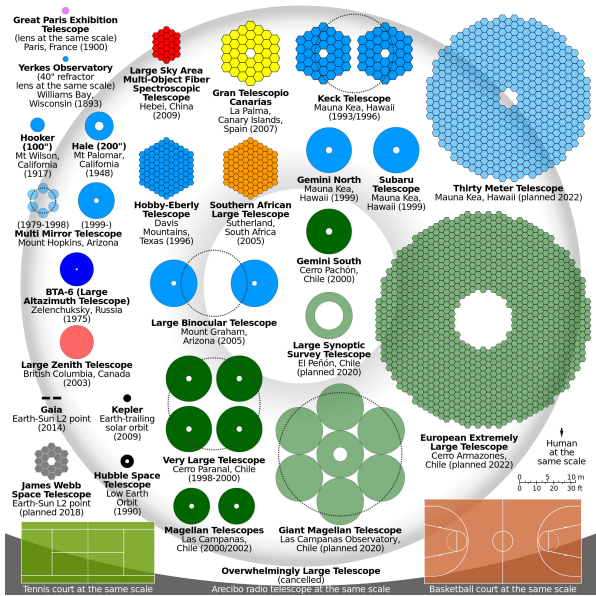 Great Paris Exhibition
Telescope
(lens at the same scale)
Paris, France (1900)
Yerkes Observatory
(40" refractor
lens at the same scale)
Williams Bay,
Wisconsin (1893)
Hooker
(100")
Mt Wilson,
California
(1917)
Hale (200")
Mt Palomar,
California
(1948)
(1979-1998) (1999-)
Multi Mirror Telescope
Mount Hopkins, Arizona
BTA-6 (Large
Altazimuth Telescope)
Zelenchuksky, Russia
(1975)
Large Zenith Telescope
British Columbia, Canada
(2003)
Gaia
Earth-Sun L2 point
(2014)
Kepler
Earth-trailing
solar orbit
(2009)
James Webb
Space Telescope
Earth-Sun L2 point
(planned 2018)
Hubble Space
Telescope
Low Earth
Orbit
(1990)
Large Sky Area
Multi-Object Fiber
Spectroscopic
Telescope
Hebei, China
(2009)
Gran Telescopio
Canarias
La Palma,
Canary Islands,
Spain (2007)
Keck Telescope
Mauna Kea, Hawaii
(1993/1996)
Hobby-Eberly
Telescope
Davis
Mountains,
Texas (1996)
Southern African
Large Telescope
Sutherland,
South Africa
(2005)
Gemini North
Mauna Kea,
Hawaii (1999)
Subaru
Telescope
Mauna Kea,
Hawaii (1999)
Thirty Meter Telescope
Mauna Kea, Hawaii (planned 2022)
Gemini South
Cerro Pachón,
Chile (2000)
Large Binocular Telescope
Mount Graham,
Arizona (2005)
Large Synoptic
Survey Telescope
El Peñón, Chile
(planned 2020)
Very Large Telescope
Cerro Paranal, Chile
(1998-2000)
Magellan Telescopes
Las Campanas,
Chile (2000/2002)
Giant Magellan Telescope
Las Campanas Observatory,
Chile (planned 2020)
European Extremely
Large Telescope
Cerro Armazones,
Chile (planned 2022)
Human
at the
same scale
0 5 10 m
0 10 20 30 ft
Overwhelmingly Large Telescope
(cancelled)
Tennis court at the same scale
Arecibo radio telescope at the same scale
Basketball court at the same scale